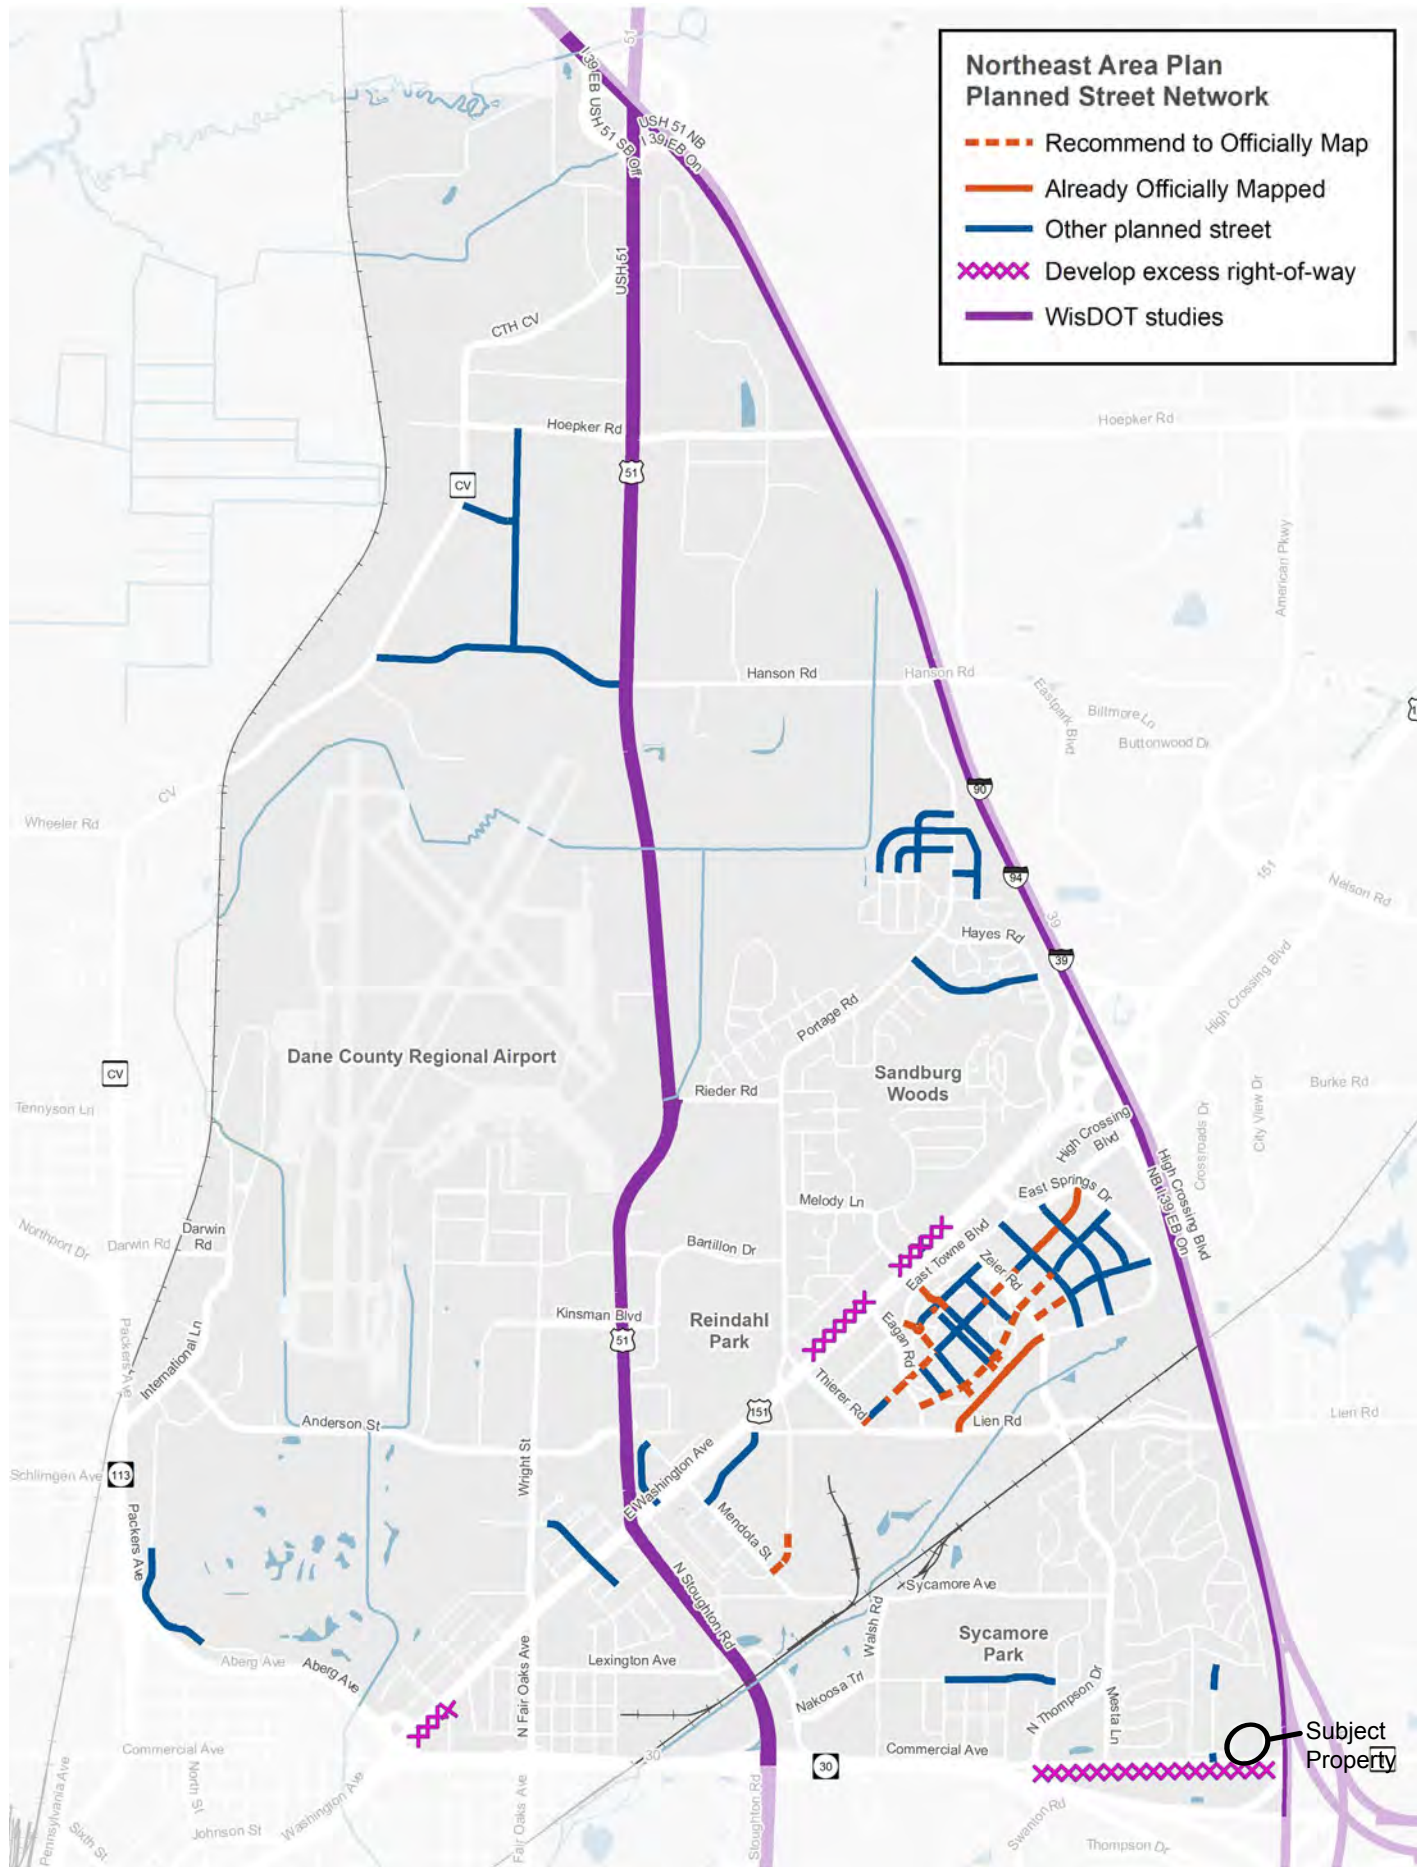 Northeast Area Plan
Planned Street Network
Recommend to Officially Map
Already Officially Mapped
Other planned street
Develop excess right-of-way
WisDOT studies
51
I 39 EB USH 51 SB Off
USH 51 NB
I 39 EB On
USH 51
CTH CV
Hoepker Rd
Hoepker Rd
51
CV
American Pkwy
Hanson Rd
Hanson Rd
Eastpark Blvd
Biltmore Ln
Buttonwood Dr
CV
90
Wheeler Rd
94
151
Nelson Rd
39
Hayes Rd
39
High Crossing Blvd
Portage Rd
Dane County Regional Airport
Sandburg
Woods
CV
Rieder Rd
Burke Rd
Tennyson Ln
City View Dr
Crossroads Dr
High Crossing
Blvd
High Crossing Blvd
NB I 39 EB On
East Springs Dr
Melody Ln
Northport Dr
Darwin Rd
Darwin
Rd
Bartillon Dr
East Towne Blvd
Zeier Rd
Kinsman Blvd
Reindahl
Park
51
Eagan Rd
Packers Ave
International Ln
Thierer Rd
151
Anderson St
Lien Rd
Lien Rd
Schlimgen Ave
113
Wright St
E Washington Ave
Packers Ave
Mendota St
N Stoughton Rd
Sycamore Ave
Walsh Rd
Sycamore
Park
Aberg Ave
Aberg Ave
N Fair Oaks Ave
Lexington Ave
Nakoosa Trl
N Thompson Dr
Mesta Ln
Subject
Property
Commercial Ave
30
Commercial Ave
30
Pennsylvania Ave
North St
Washington Ave
Fair Oaks Ave
Stoughton Rd
Swanton Rd
Sixth St
Johnson St
Thompson Dr